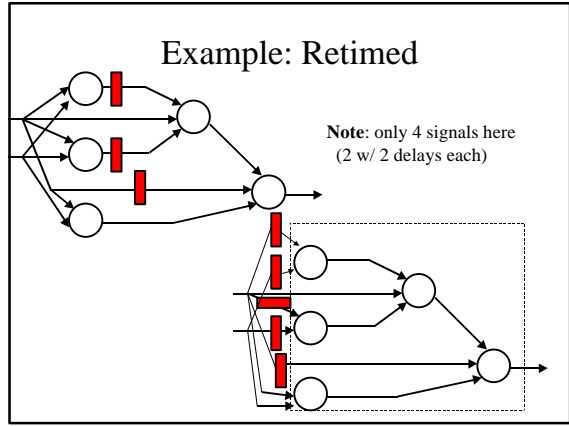 Example: Retimed
Note: only 4 signals here
(2 w/ 2 delays each)